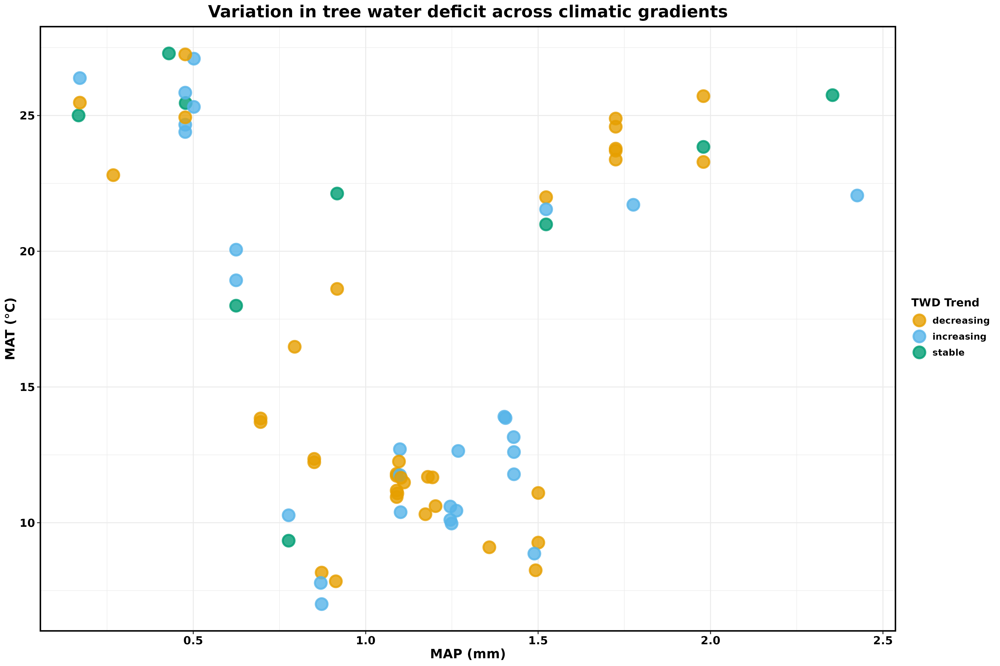 Variation in tree water deficit across climatic gradients
MAT (°C)
25
20
15
10
0.5 1.0 1.5 2.0 2.5
MAP (mm)
TWD Trend
decreasing
increasing
stable